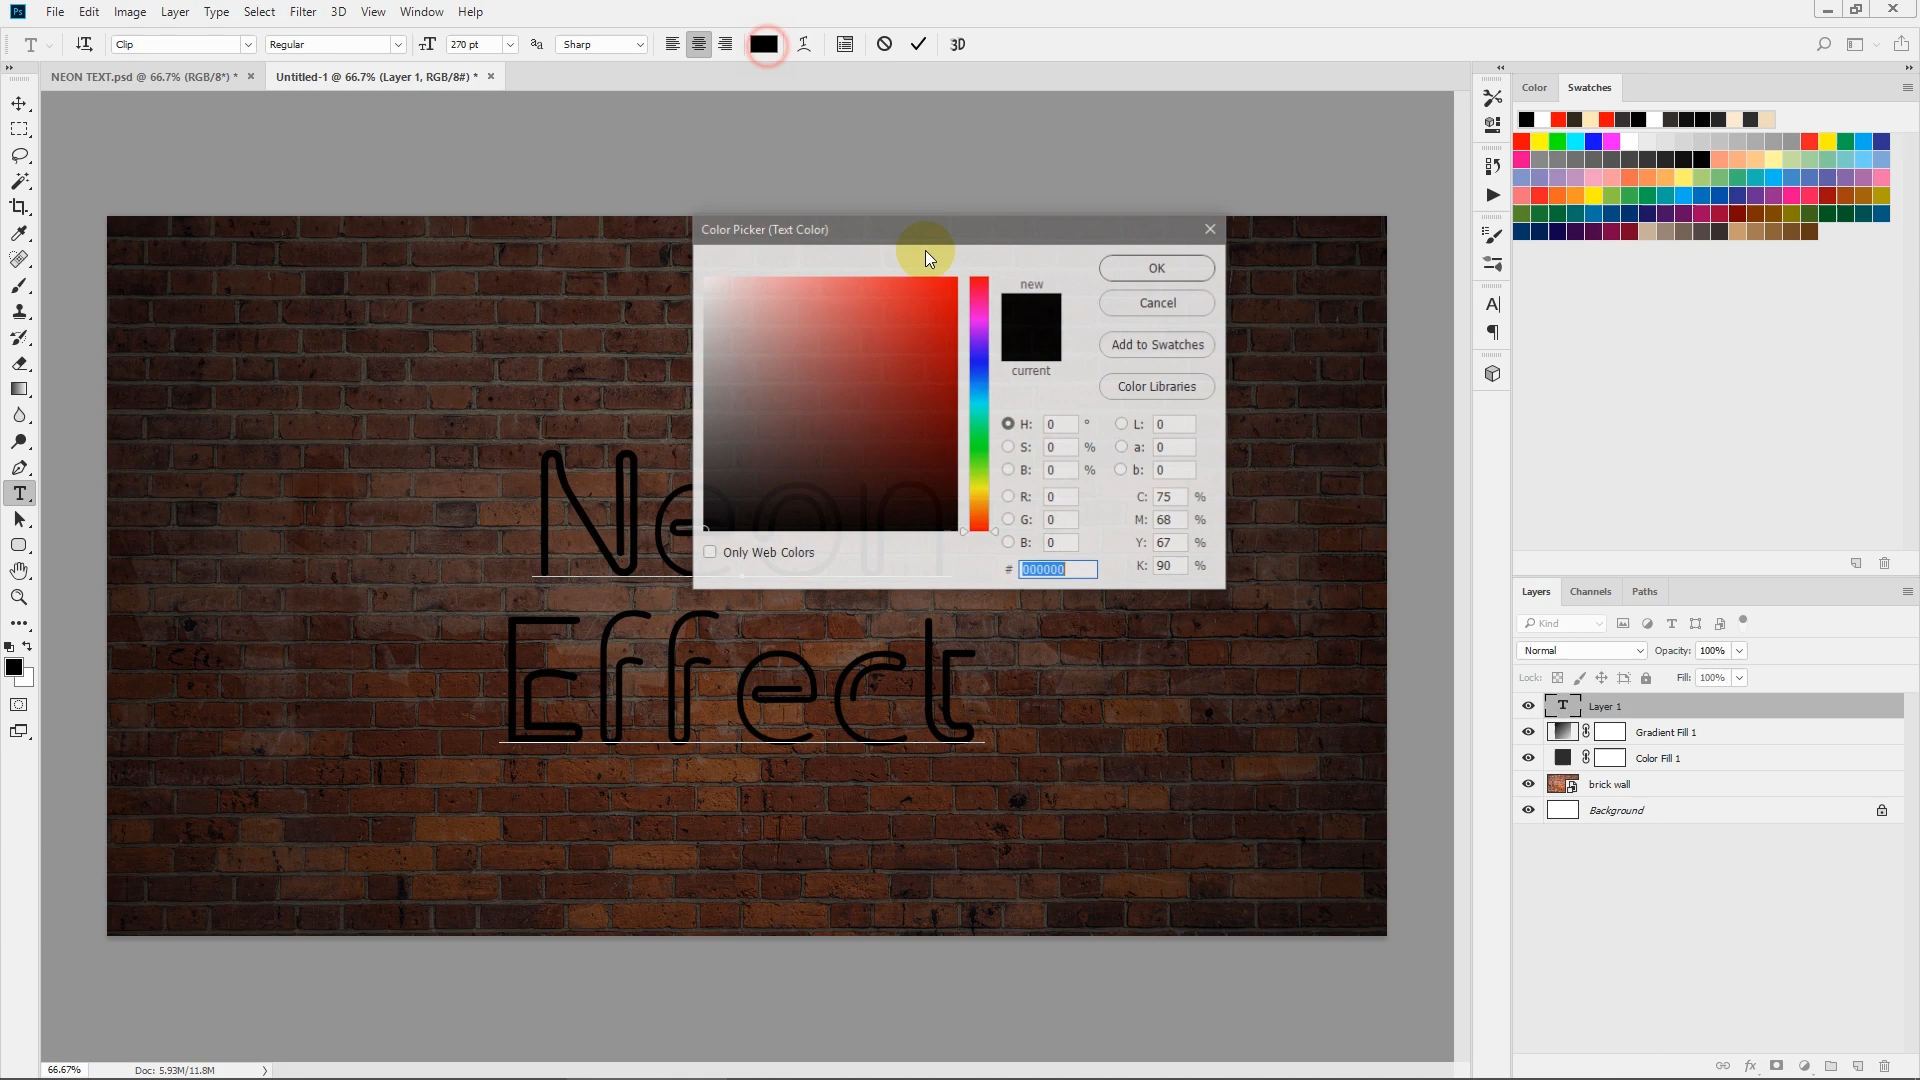 Ps File Edit Image Layer Type Select Filter 3D View Window Help
T Clip Regular 270 pt aa Sharp 3D
NEON TEXT.psd @ 66.7% (RGB/8*) * × Untitled-1 @ 66.7% (Layer 1, RGB/8#) * ×
Color Swatches
Color Picker (Text Color)
OK
new
Cancel
Add to Swatches
current
Color Libraries
H: 0 ° L: 0
S: 0 % a: 0
B: 0 % b: 0
R: 0 C: 75 %
G: 0 M: 68 %
B: 0 Y: 67 %
# 000000 K: 90 %
Only Web Colors
Neon
Effect
Layers Channels Paths
Kind
Normal Opacity: 100%
Lock: Fill: 100%
T Layer 1
Gradient Fill 1
Color Fill 1
brick wall
Background
66.67% Doc: 5.93M/11.8M
fx